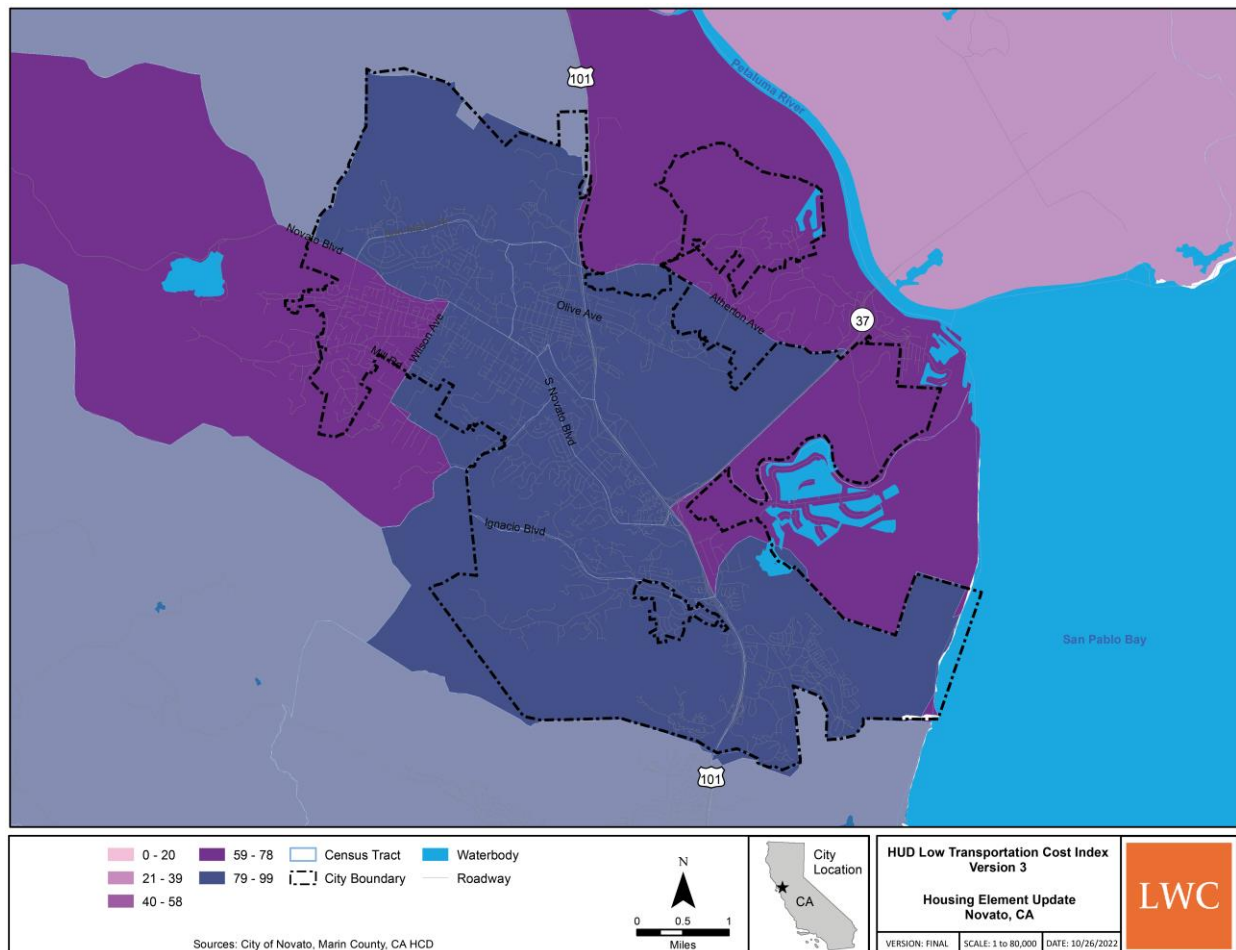 101
Petaluma River
Novato Blvd
Olive Ave
Atherton Ave
37
Wilson Ave
Mill Rd
S Novato Blvd
Ignacio Blvd
San Pablo Bay
101
0 - 20
21 - 39
40 - 58
59 - 78
79 - 99
Census Tract
City Boundary
Waterbody
Roadway
Sources: City of Novato, Marin County, CA HCD
N
0 0.5 1
Miles
City
Location
CA
HUD Low Transportation Cost Index
Version 3
Housing Element Update
Novato, CA
VERSION: FINAL
SCALE: 1 to 80,000
DATE: 10/26/2022
LWC